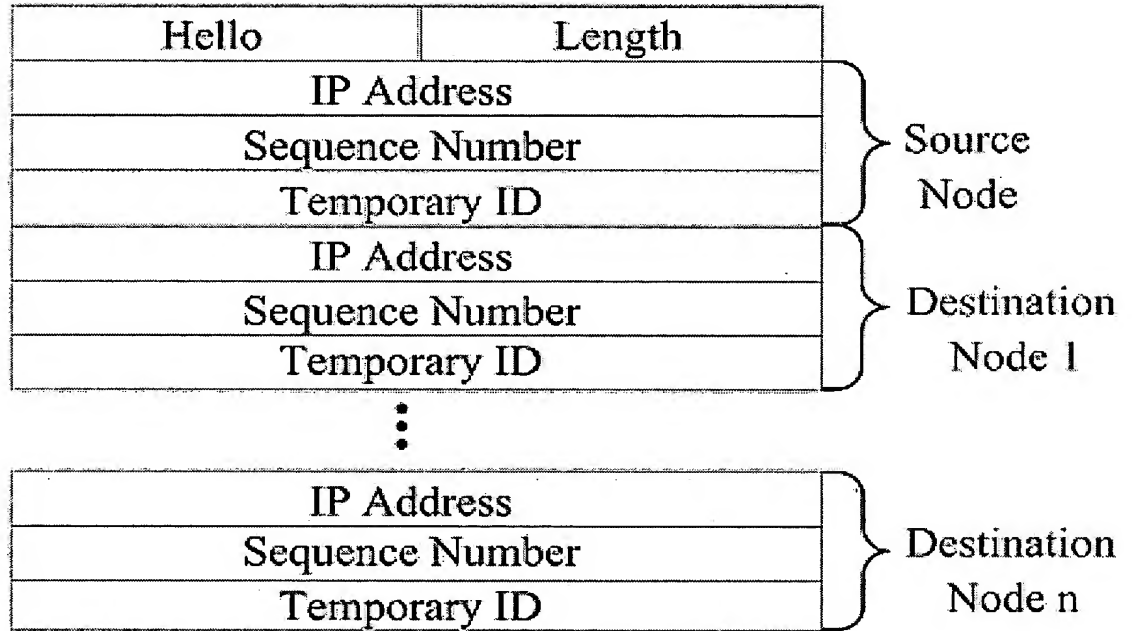 Hello Length
IP Address
Sequence Number
Temporary ID
Source
Node
IP Address
Sequence Number
Temporary ID
Destination
Node 1
IP Address
Sequence Number
Temporary ID
Destination
Node n